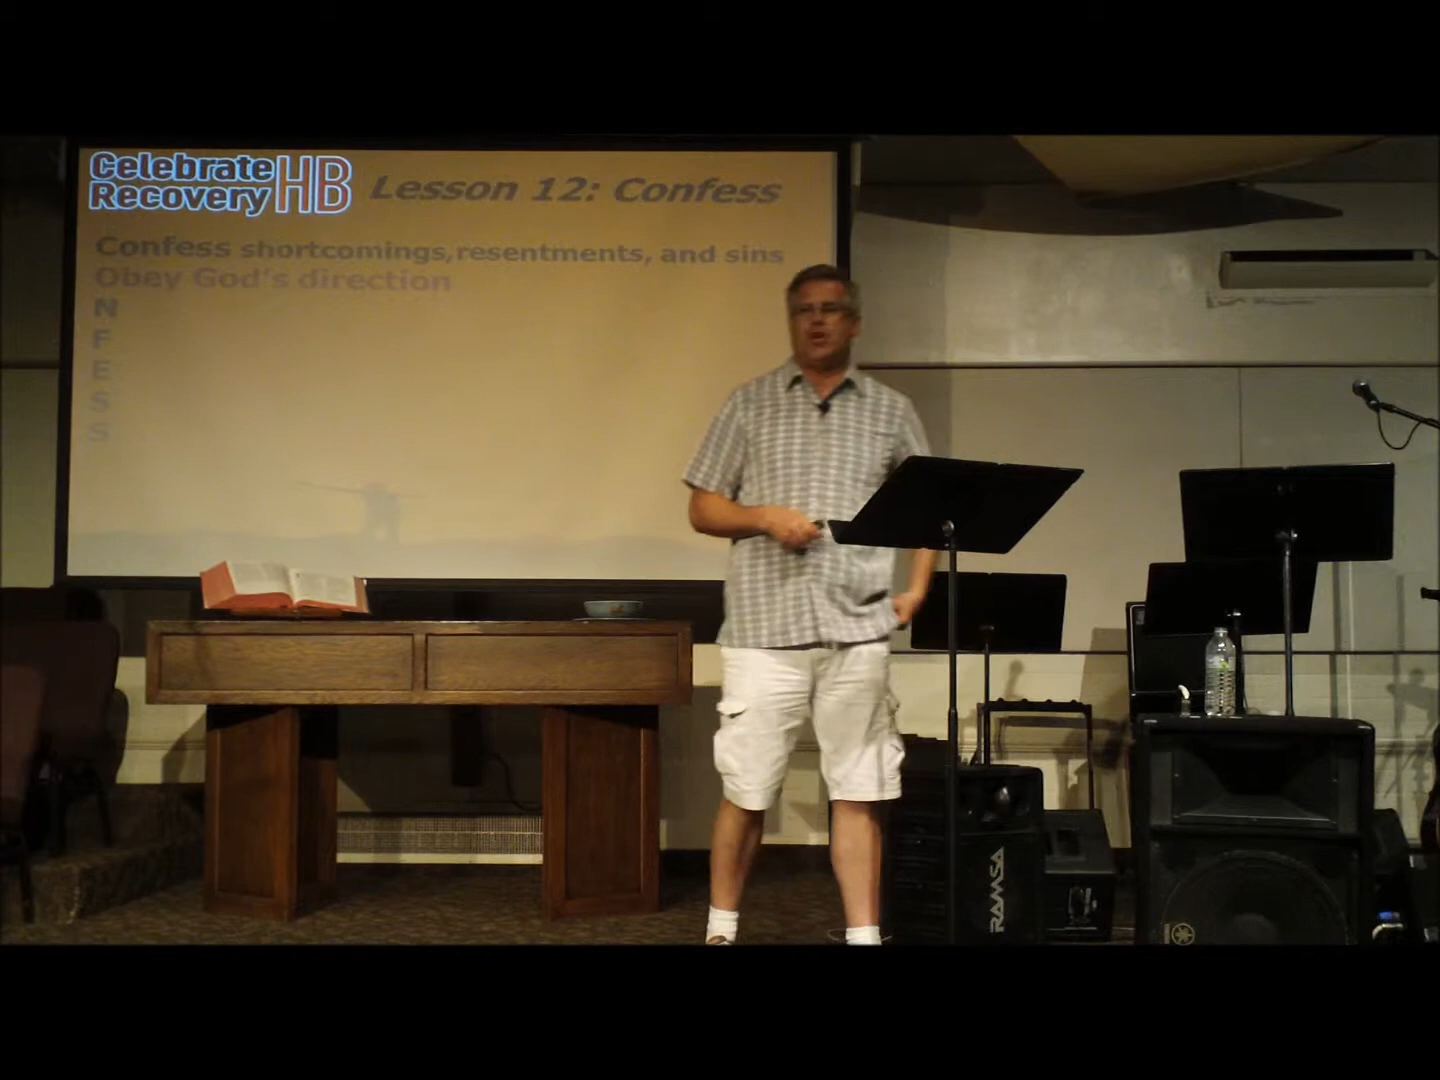 Celebrate Recovery HB
Lesson 12: Confess
Confess shortcomings, resentments, and sins
Obey God's direction
N
F
E
S
S
RAMSA